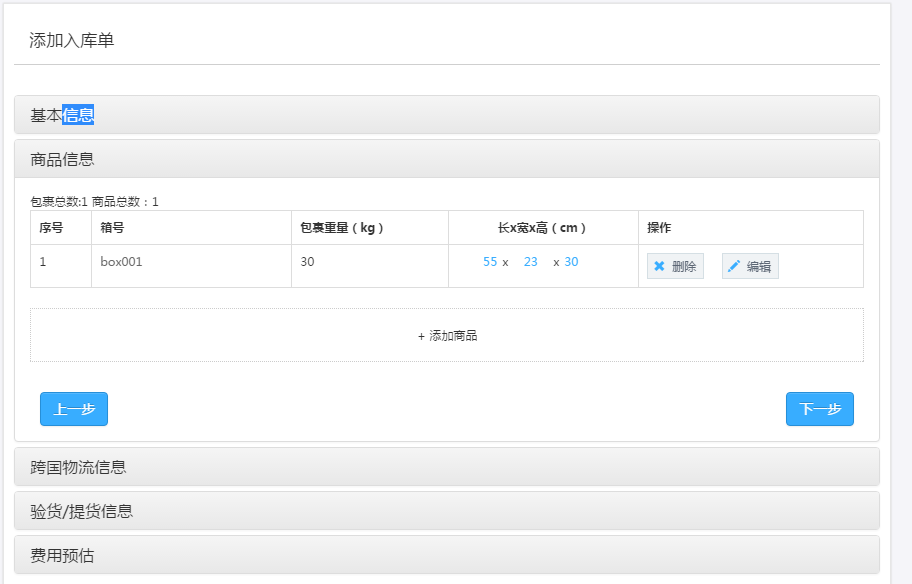 添加入库单
基本信息
商品信息
包裹总数:1 商品总数：1
序号 箱号 包裹重量（kg） 长x宽x高（cm） 操作
1 box001 30 55 x 23 x 30 删除 编辑
+ 添加商品
上一步 下一步
跨国物流信息
验货/提货信息
费用预估